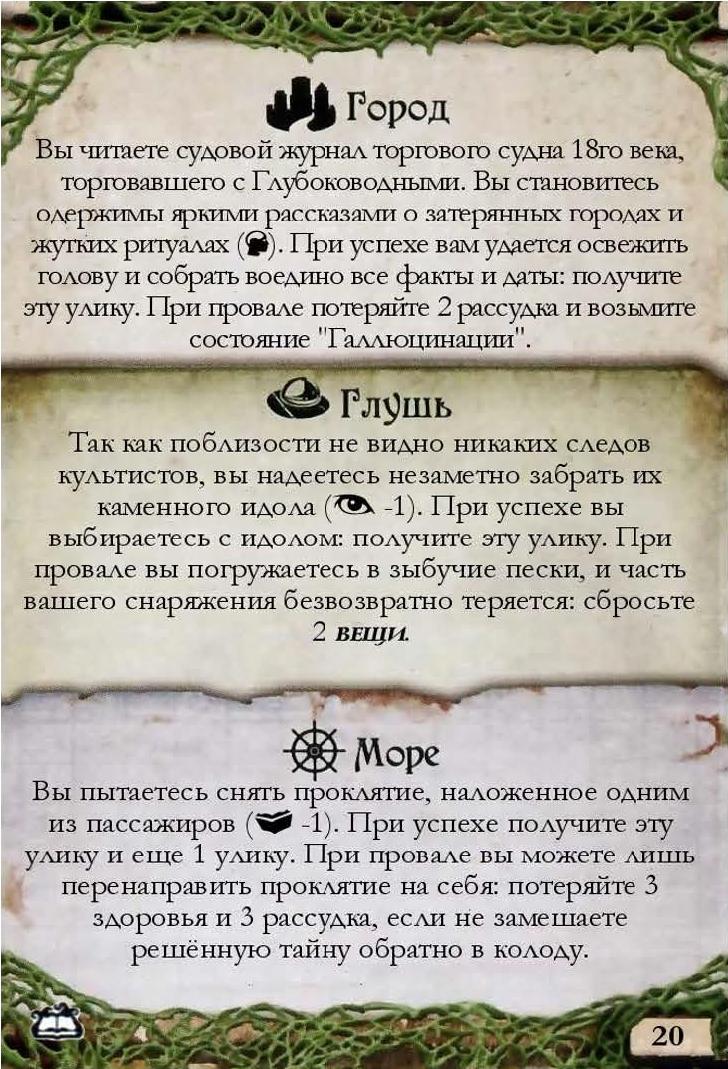 Город
Вы читаете судовой журнал торгового судна 18го века,
торговавшего с Глубоководными. Вы становитесь
одержимы яркими рассказами о затерянных городах и
жутких ритуалах ( ). При успехе вам удается освежить
голову и собрать воедино все факты и даты: получите
эту улику. При провале потеряйте 2 рассудка и возьмите
состояние "Галлюцинации".
Глушь
Так как поблизости не видно никаких следов
культистов, вы надеетесь незаметно забрать их
каменного идола ( -1). При успехе вы
выбираетесь с идолом: получите эту улику. При
провале вы погружаетесь в зыбучие пески, и часть
вашего снаряжения безвозвратно теряется: сбросьте
2 ВЕЩИ.
Море
Вы пытаетесь снять проклятие, наложенное одним
из пассажиров ( -1). При успехе получите эту
улику и еще 1 улику. При провале вы можете лишь
перенаправить проклятие на себя: потеряйте 3
здоровья и 3 рассудка, если не замешаете
решённую тайну обратно в колоду.
20